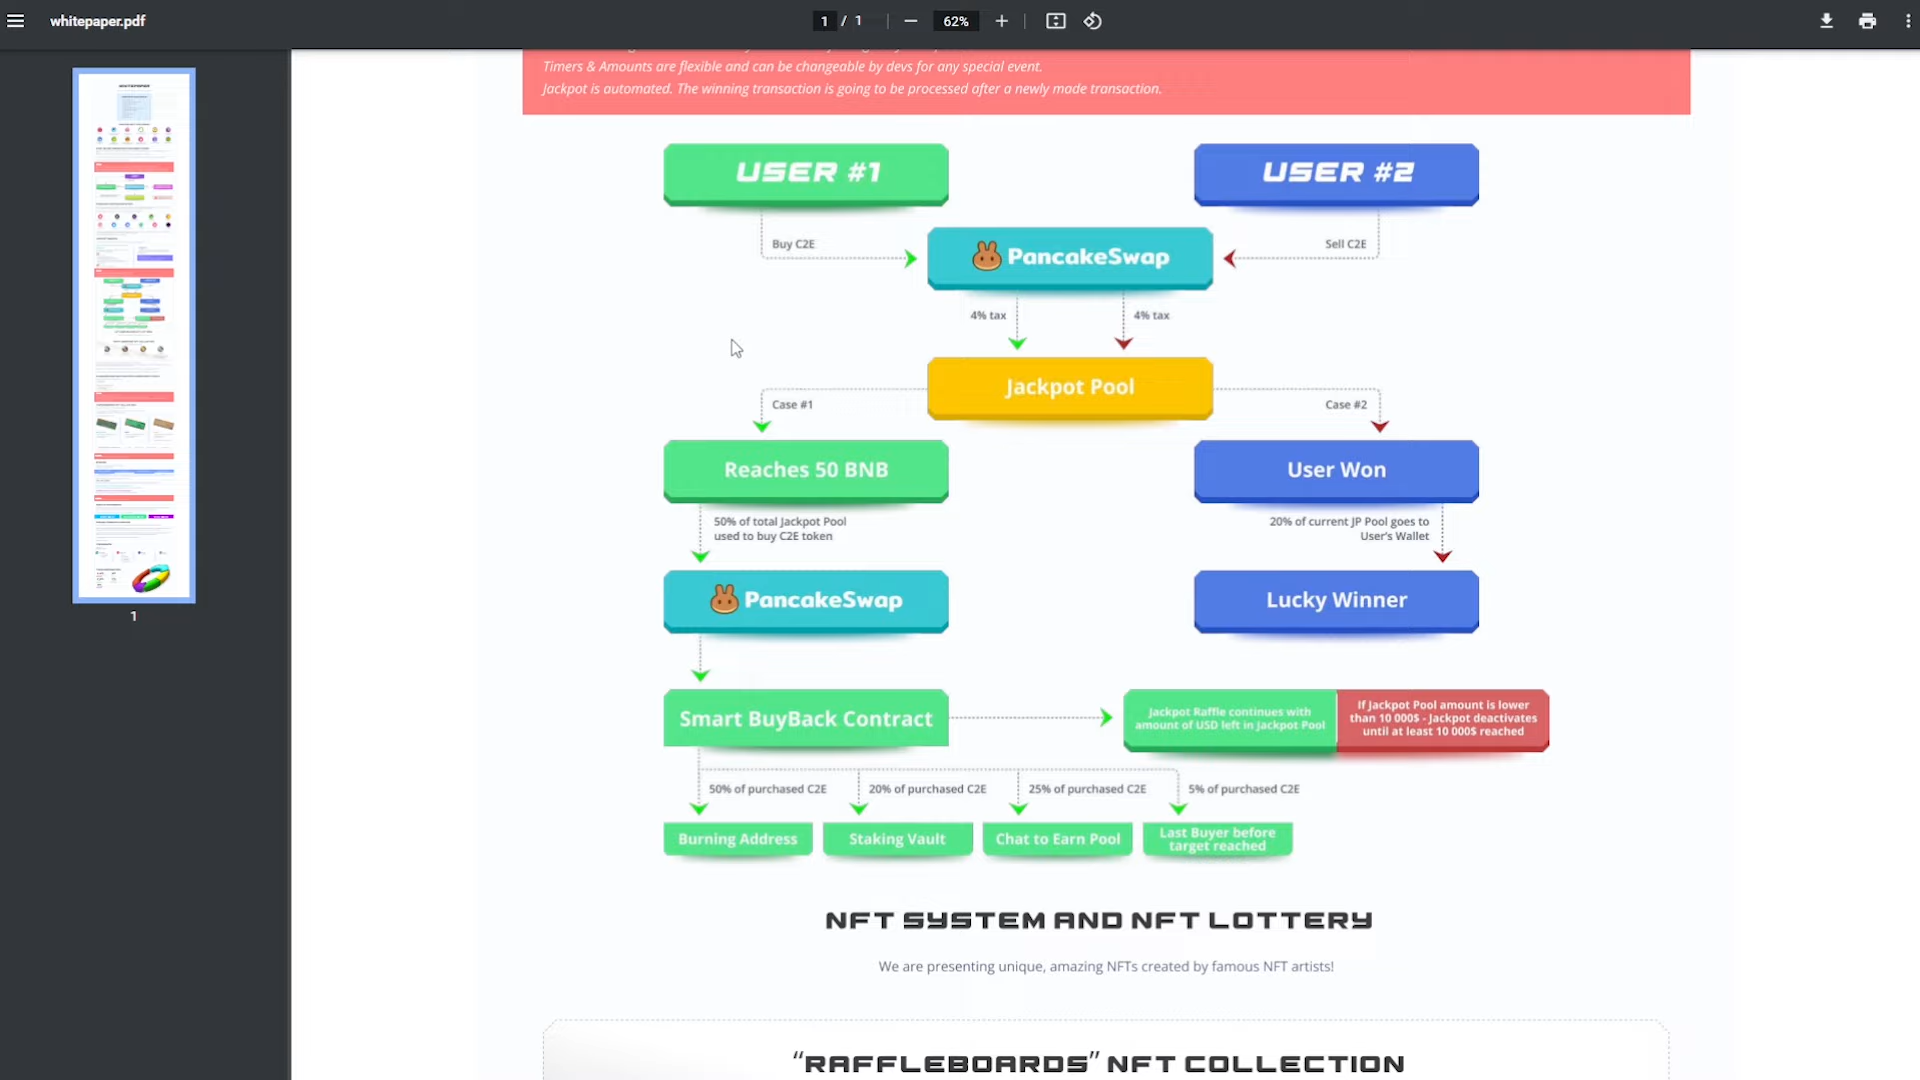 whitepaper.pdf
1 / 1
62%
Timers & Amounts are flexible and can be changeable by devs for any special event.
Jackpot is automated. The winning transaction is going to be processed after a newly made transaction.
USER #1
USER #2
Buy C2E
PancakeSwap
Sell C2E
4% tax
4% tax
Jackpot Pool
Case #1
Case #2
Reaches 50 BNB
User Won
50% of total Jackpot Pool
used to buy C2E token
20% of current JP Pool goes to
User's Wallet
PancakeSwap
Lucky Winner
Smart BuyBack Contract
Jackpot Raffle continues with
amount of USD left in Jackpot Pool
If Jackpot Pool amount is lower
than 10 000$ - Jackpot deactivates
until at least 10 000$ reached
50% of purchased C2E
20% of purchased C2E
25% of purchased C2E
5% of purchased C2E
Burning Address
Staking Vault
Chat to Earn Pool
Last Buyer before
target reached
NFT SYSTEM AND NFT LOTTERY
We are presenting unique, amazing NFTs created by famous NFT artists!
“RAFFLEBOARDS” NFT COLLECTION
1